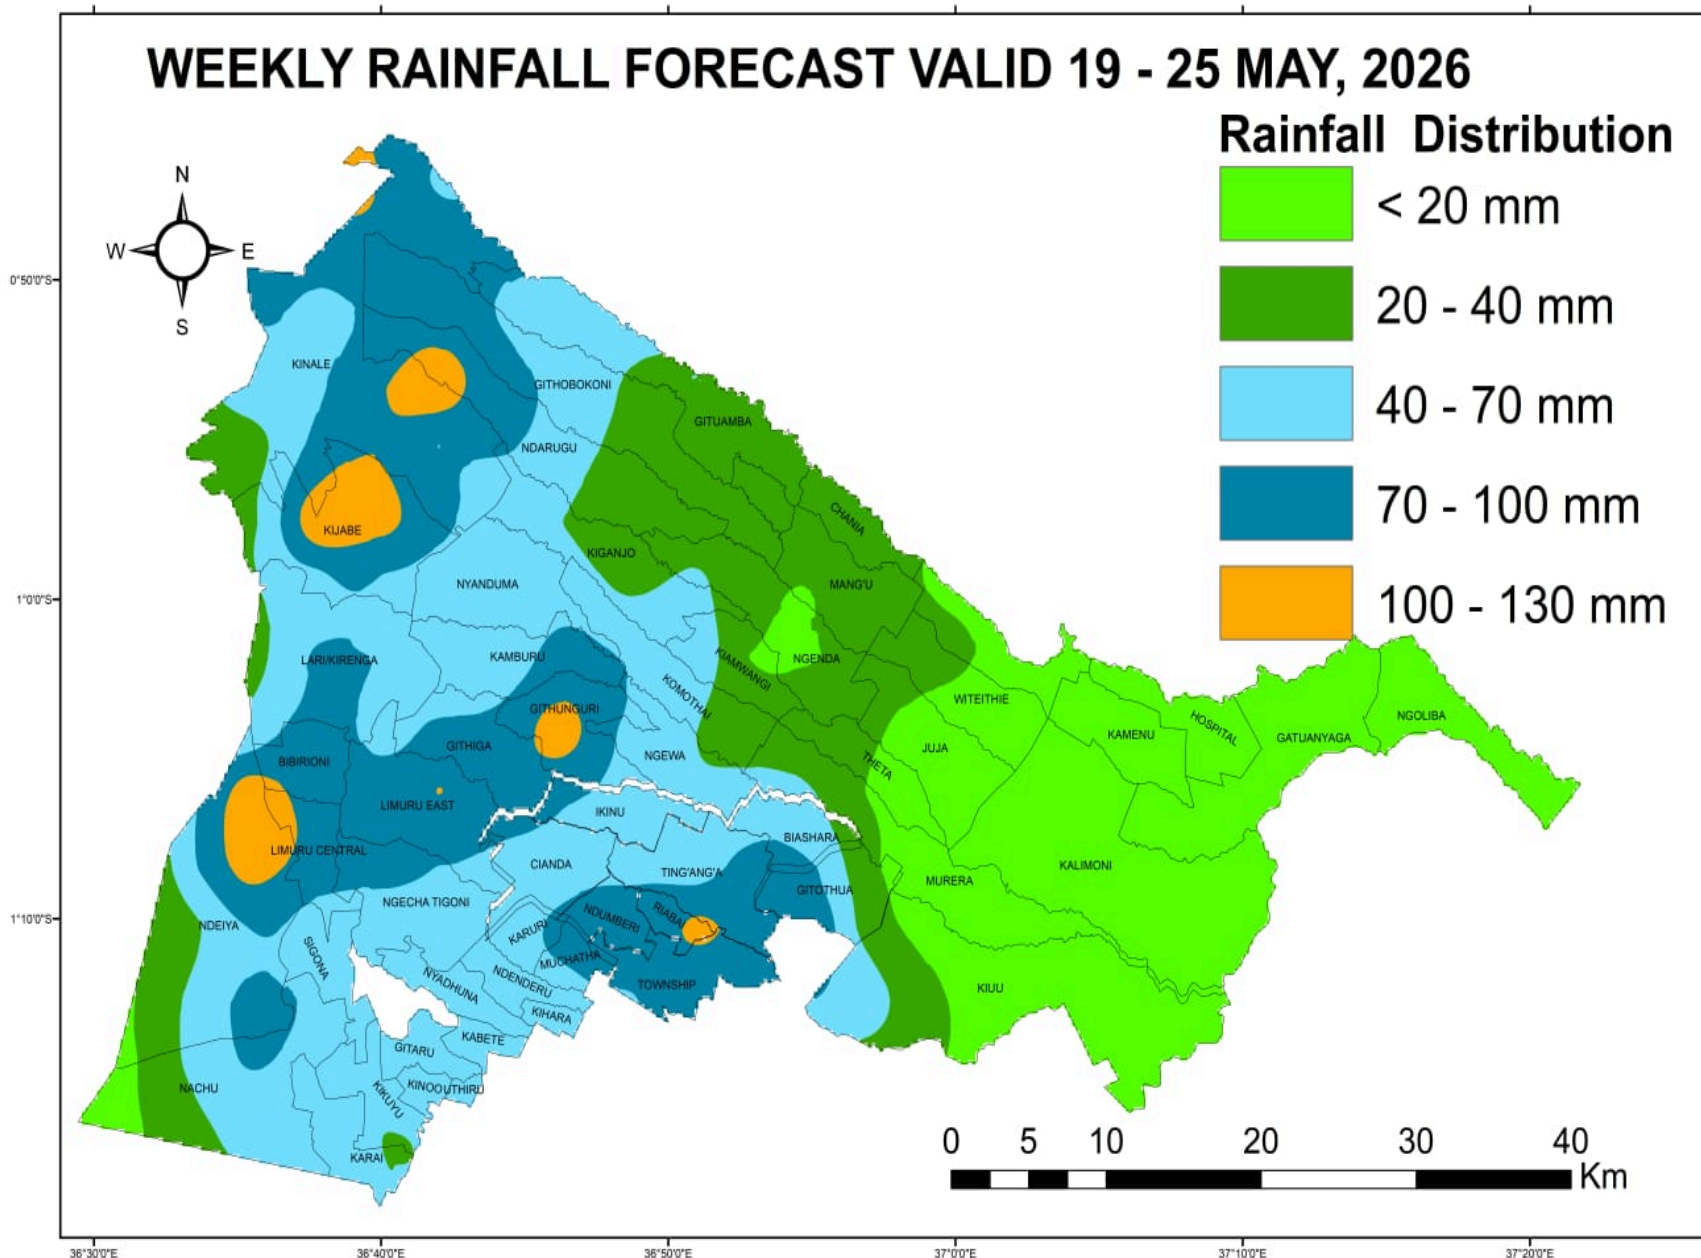 WEEKLY RAINFALL FORECAST VALID 19 - 25 MAY, 2026
Rainfall Distribution
< 20 mm
20 - 40 mm
40 - 70 mm
70 - 100 mm
100 - 130 mm
N
W
E
S
0°50'0"S
1°0'0"S
1°10'0"S
KINALE
GITHOBOKONI
GITUAMBA
NDARUGU
CHANIA
KIJABE
KIGANJO
NYANDUMA
MANG'U
LARI/KIRENGA
KAMBURU
KIAMWANGI
NGENDA
KOMOTHAI
WITEITHIE
GITHUNGURI
KAMENU
HOSPITAL
GATUANYAGA
NGOLIBA
GITHIGA
JUJA
BIBIRIONI
NGEWA
THETA
LIMURU EAST
IKINU
BIASHARA
LIMURU CENTRAL
CIANDA
TING'ANG'A
KALIMONI
MURERA
GITOTHUA
NGECHA TIGONI
NDEIYA
KARURI
NDUMBERI
RIABAI
SIGONA
MUCHATHA
NYADHUNA
NDENDERU
TOWNSHIP
KIUU
KIHARA
KABETE
GITARU
NACHU
KIKUYU
KINOO
UTHIRU
KARAI
0 5 10 20 30 40
Km
36°30'0"E 36°40'0"E 36°50'0"E 37°0'0"E 37°10'0"E 37°20'0"E